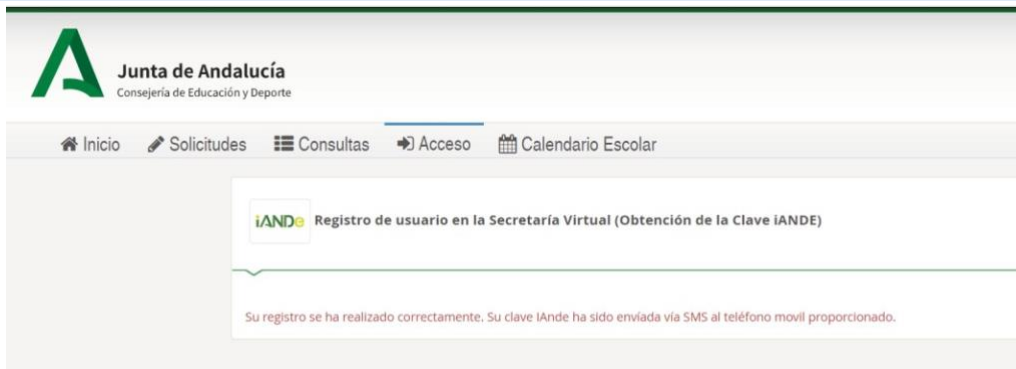 Junta de Andalucía
Consejería de Educación y Deporte
Inicio Solicitudes Consultas Acceso Calendario Escolar
iANDe Registro de usuario en la Secretaría Virtual (Obtención de la Clave iANDE)
Su registro se ha realizado correctamente. Su clave IAnde ha sido envíada vía SMS al teléfono movil proporcionado.